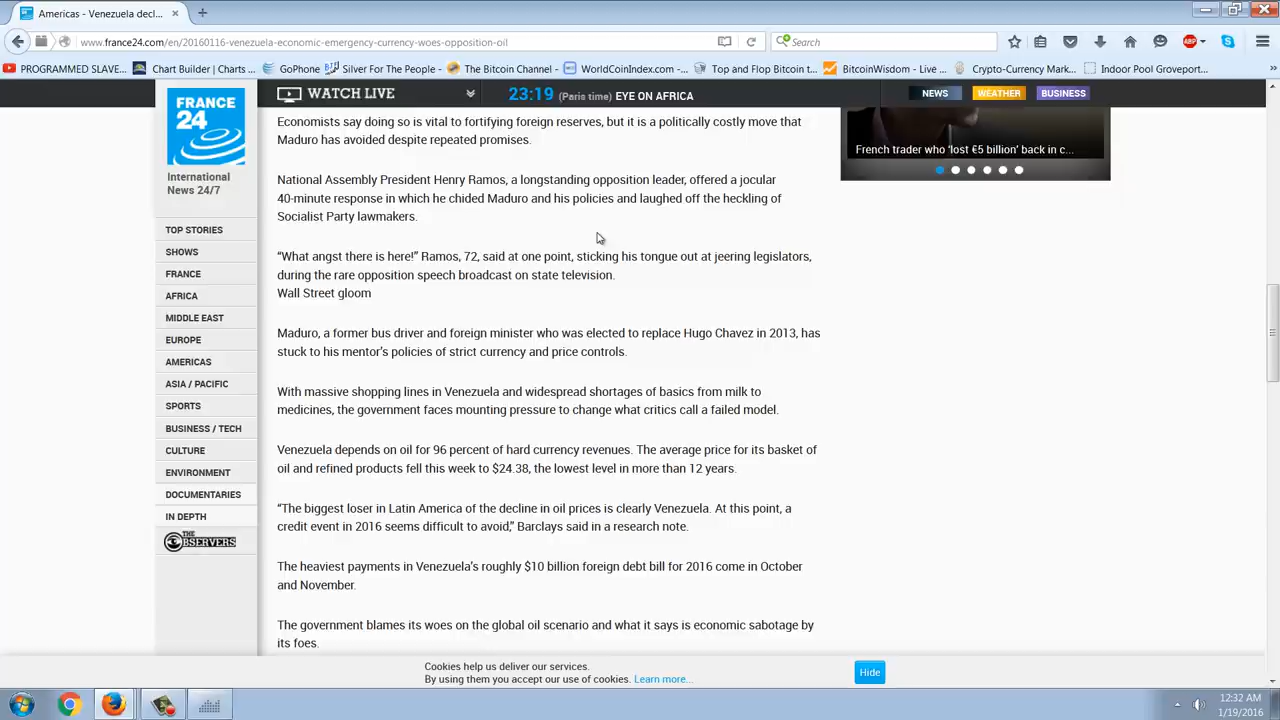 Americas - Venezuela decl...
www.france24.com/en/20160116-venezuela-economic-emergency-currency-woes-opposition-oil
Search
ABP
PROGRAMMED SLAVE...
Chart Builder | Charts ...
GoPhone
Silver For The People - ...
The Bitcoin Channel - ...
WorldCoinIndex.com - ...
Top and Flop Bitcoin t...
BitcoinWisdom - Live ...
Crypto-Currency Mark...
Indoor Pool Groveport...
FRANCE
24
International
News 24/7
WATCH LIVE
23:19 (Paris time) EYE ON AFRICA
NEWS
WEATHER
BUSINESS
TOP STORIES
SHOWS
FRANCE
AFRICA
MIDDLE EAST
EUROPE
AMERICAS
ASIA / PACIFIC
SPORTS
BUSINESS / TECH
CULTURE
ENVIRONMENT
DOCUMENTARIES
IN DEPTH
THE
OBSERVERS
Economists say doing so is vital to fortifying foreign reserves, but it is a politically costly move that
Maduro has avoided despite repeated promises.
National Assembly President Henry Ramos, a longstanding opposition leader, offered a jocular
40-minute response in which he chided Maduro and his policies and laughed off the heckling of
Socialist Party lawmakers.
“What angst there is here!” Ramos, 72, said at one point, sticking his tongue out at jeering legislators,
during the rare opposition speech broadcast on state television.
Wall Street gloom
Maduro, a former bus driver and foreign minister who was elected to replace Hugo Chavez in 2013, has
stuck to his mentor’s policies of strict currency and price controls.
With massive shopping lines in Venezuela and widespread shortages of basics from milk to
medicines, the government faces mounting pressure to change what critics call a failed model.
Venezuela depends on oil for 96 percent of hard currency revenues. The average price for its basket of
oil and refined products fell this week to $24.38, the lowest level in more than 12 years.
“The biggest loser in Latin America of the decline in oil prices is clearly Venezuela. At this point, a
credit event in 2016 seems difficult to avoid,” Barclays said in a research note.
The heaviest payments in Venezuela’s roughly $10 billion foreign debt bill for 2016 come in October
and November.
The government blames its woes on the global oil scenario and what it says is economic sabotage by
its foes.
French trader who ‘lost €5 billion’ back in c...
Cookies help us deliver our services.
By using them you accept our use of cookies. Learn more...
Hide
12:32 AM
1/19/2016